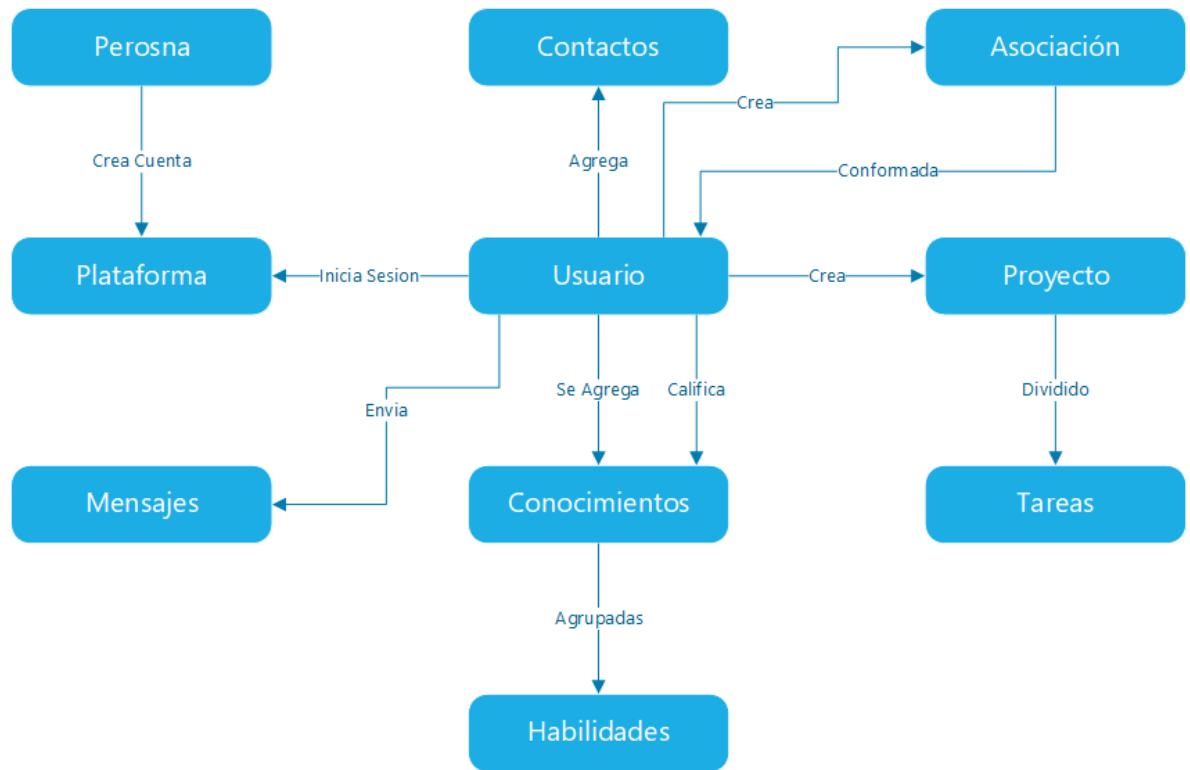 Perosna
Contactos
Asociación
Crea
Crea Cuenta
Agrega
Conformada
Plataforma
Inicia Sesion
Usuario
Crea
Proyecto
Se Agrega
Califica
Dividido
Envia
Mensajes
Conocimientos
Tareas
Agrupadas
Habilidades